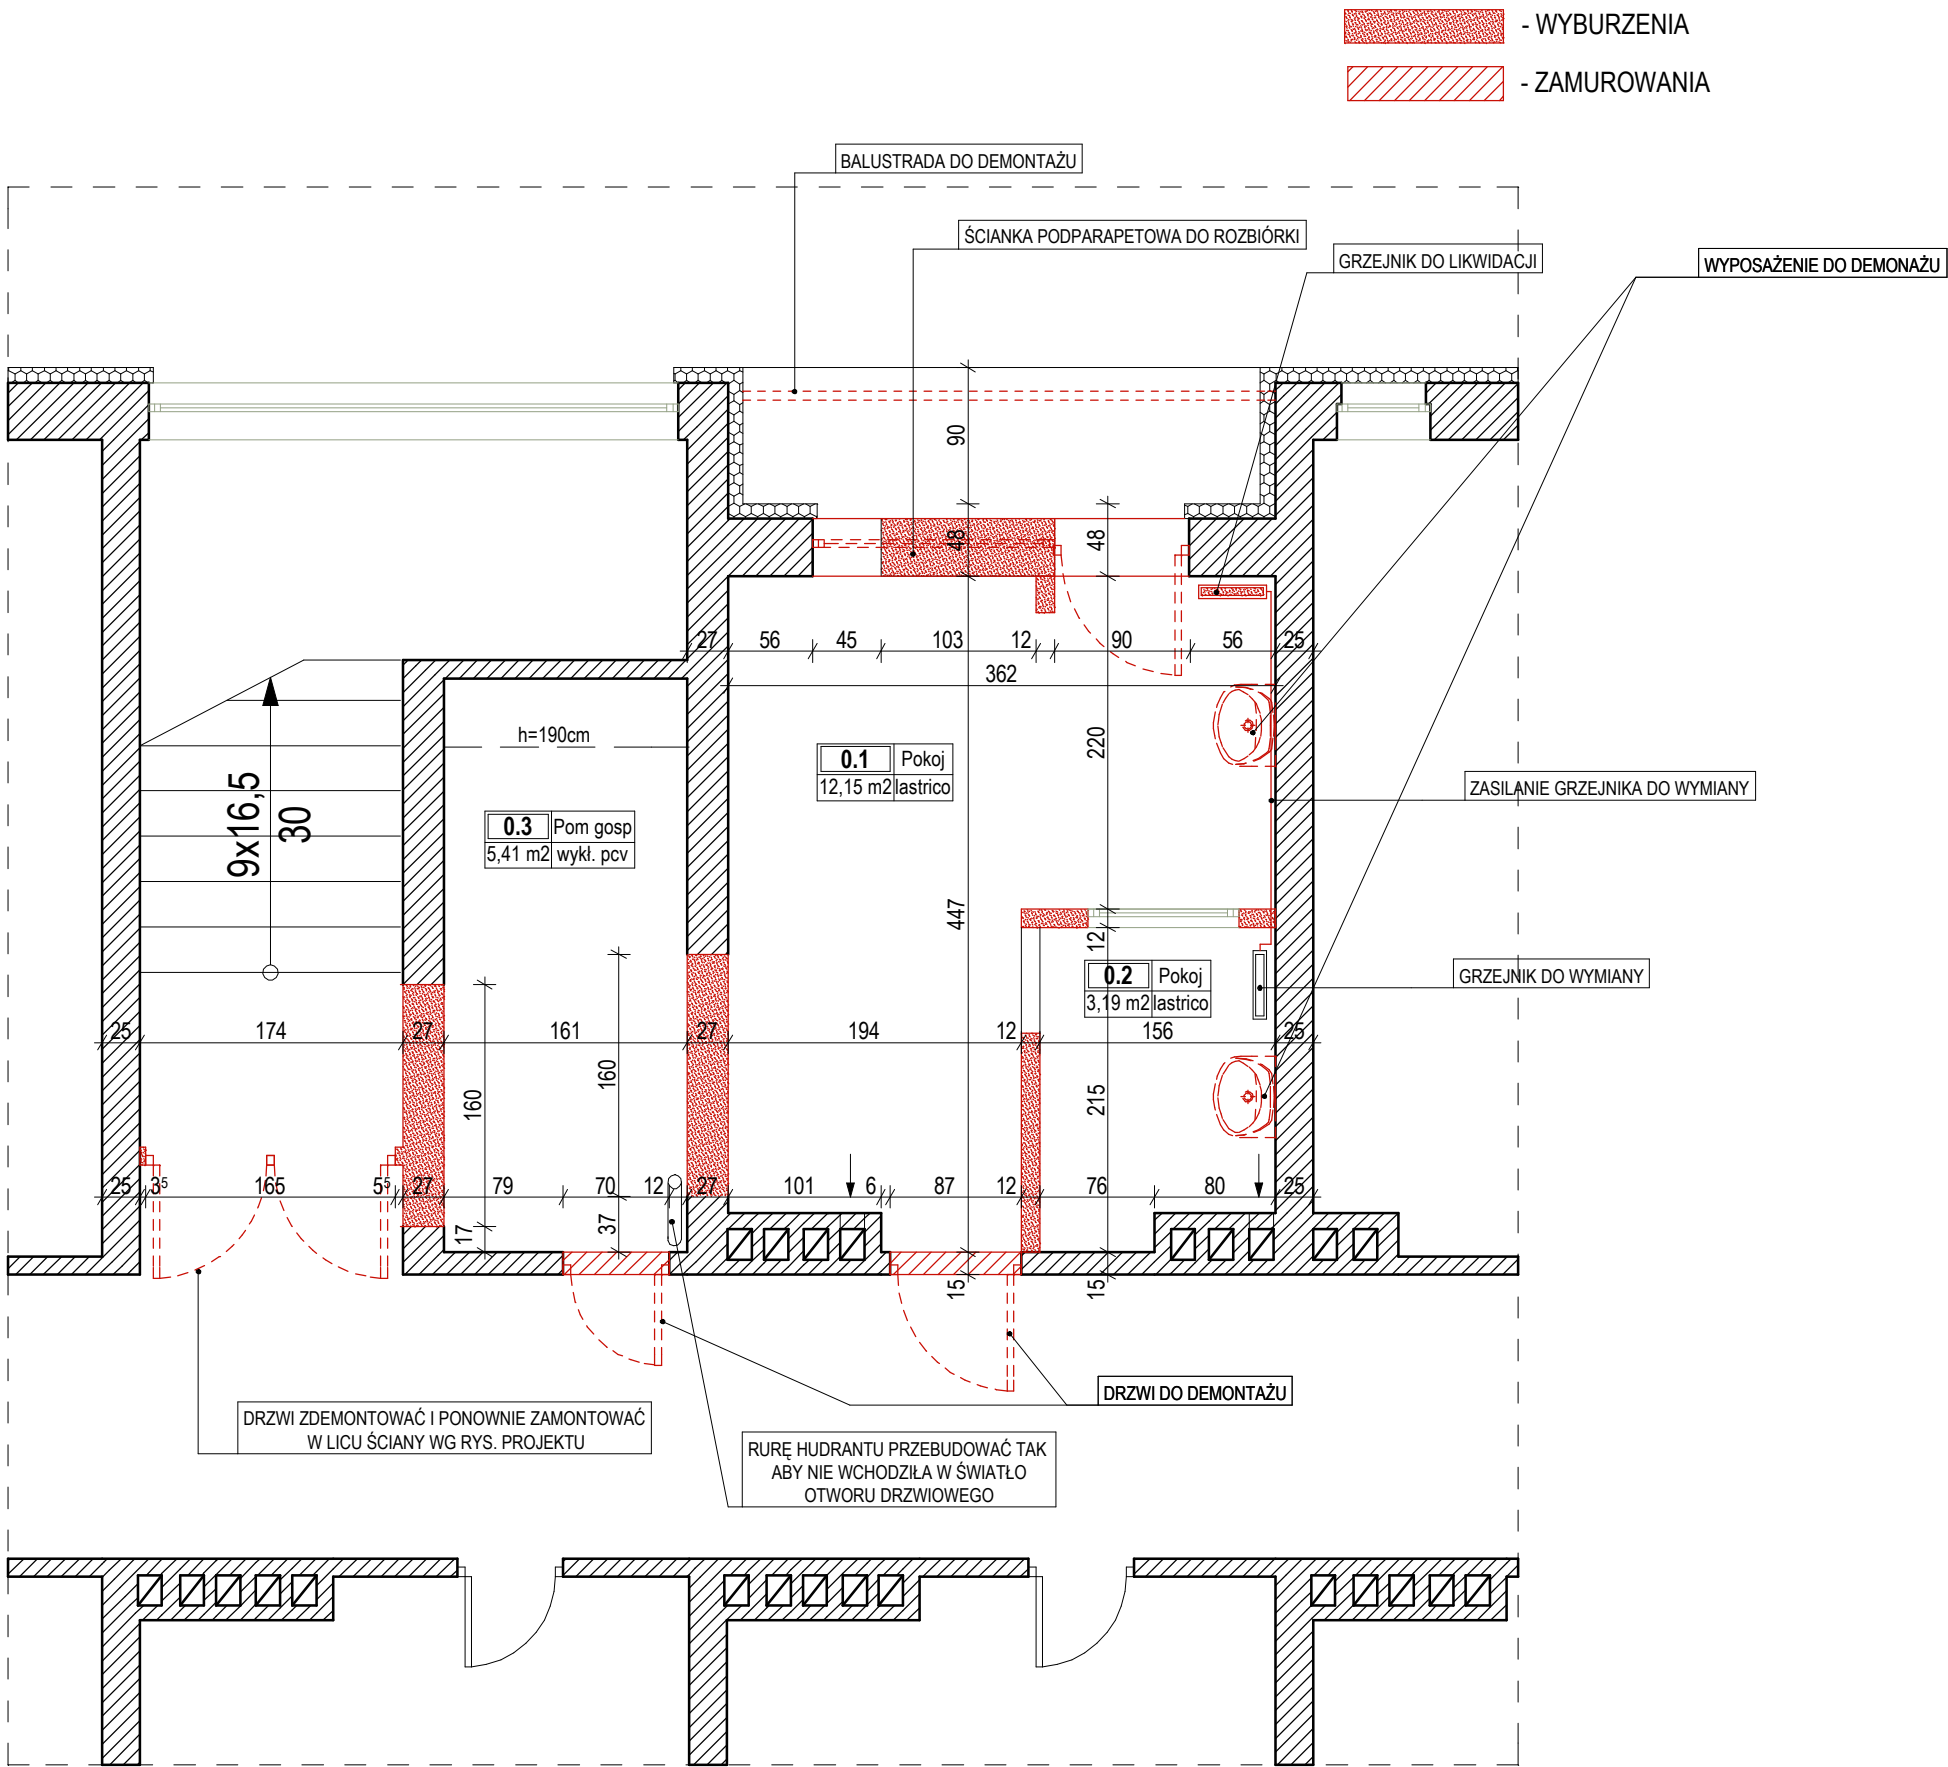 - WYBURZENIA
- ZAMUROWANIA
BALUSTRADA DO DEMONTAŻU
ŚCIANKA PODPARAPETOWA DO ROZBIÓRKI
GRZEJNIK DO LIKWIDACJI
WYPOSAŻENIE DO DEMONAŻU
90
48
48
27 56 45 103 12 90 56 25
362
h=190cm
220
0.1 Pokoj
12,15 m2 lastrico
9x16,5
30
0.3 Pom gosp
5,41 m2 wykł. pcv
ZASILANIE GRZEJNIKA DO WYMIANY
447
12
0.2 Pokoj
3,19 m2 lastrico
GRZEJNIK DO WYMIANY
25 174 27 161 27 194 12 156 25
160
160
215
25 3⁵ 165 5⁵ 27 79 70 12 27 101 6 87 12 76 80 25
17
37
15
15
DRZWI DO DEMONTAŻU
DRZWI ZDEMONTOWAĆ I PONOWNIE ZAMONTOWAĆ
W LICU ŚCIANY WG RYS. PROJEKTU
RURĘ HUDRANTU PRZEBUDOWAĆ TAK
ABY NIE WCHODZIŁA W ŚWIATŁO
OTWORU DRZWIOWEGO